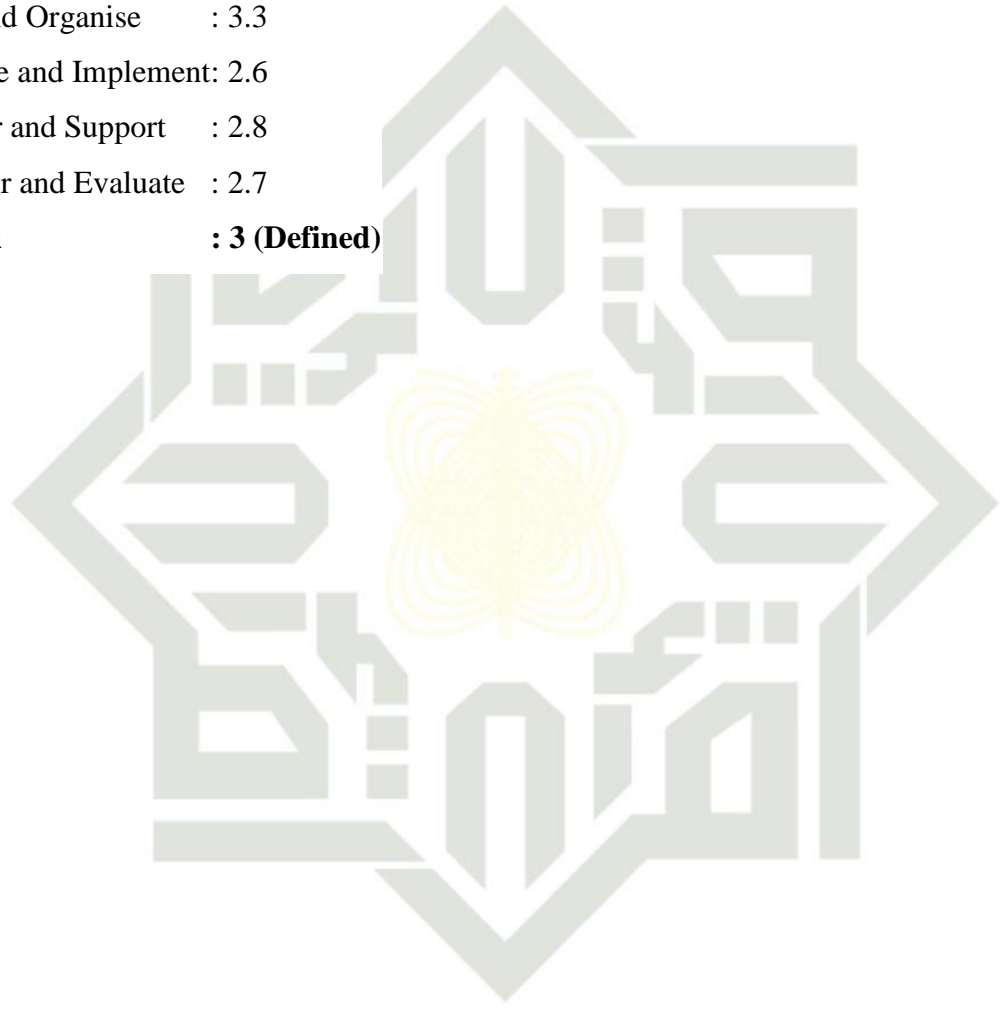 d Organise : 3.3
e and Implement: 2.6
r and Support : 2.8
r and Evaluate : 2.7
: 3 (Defined)